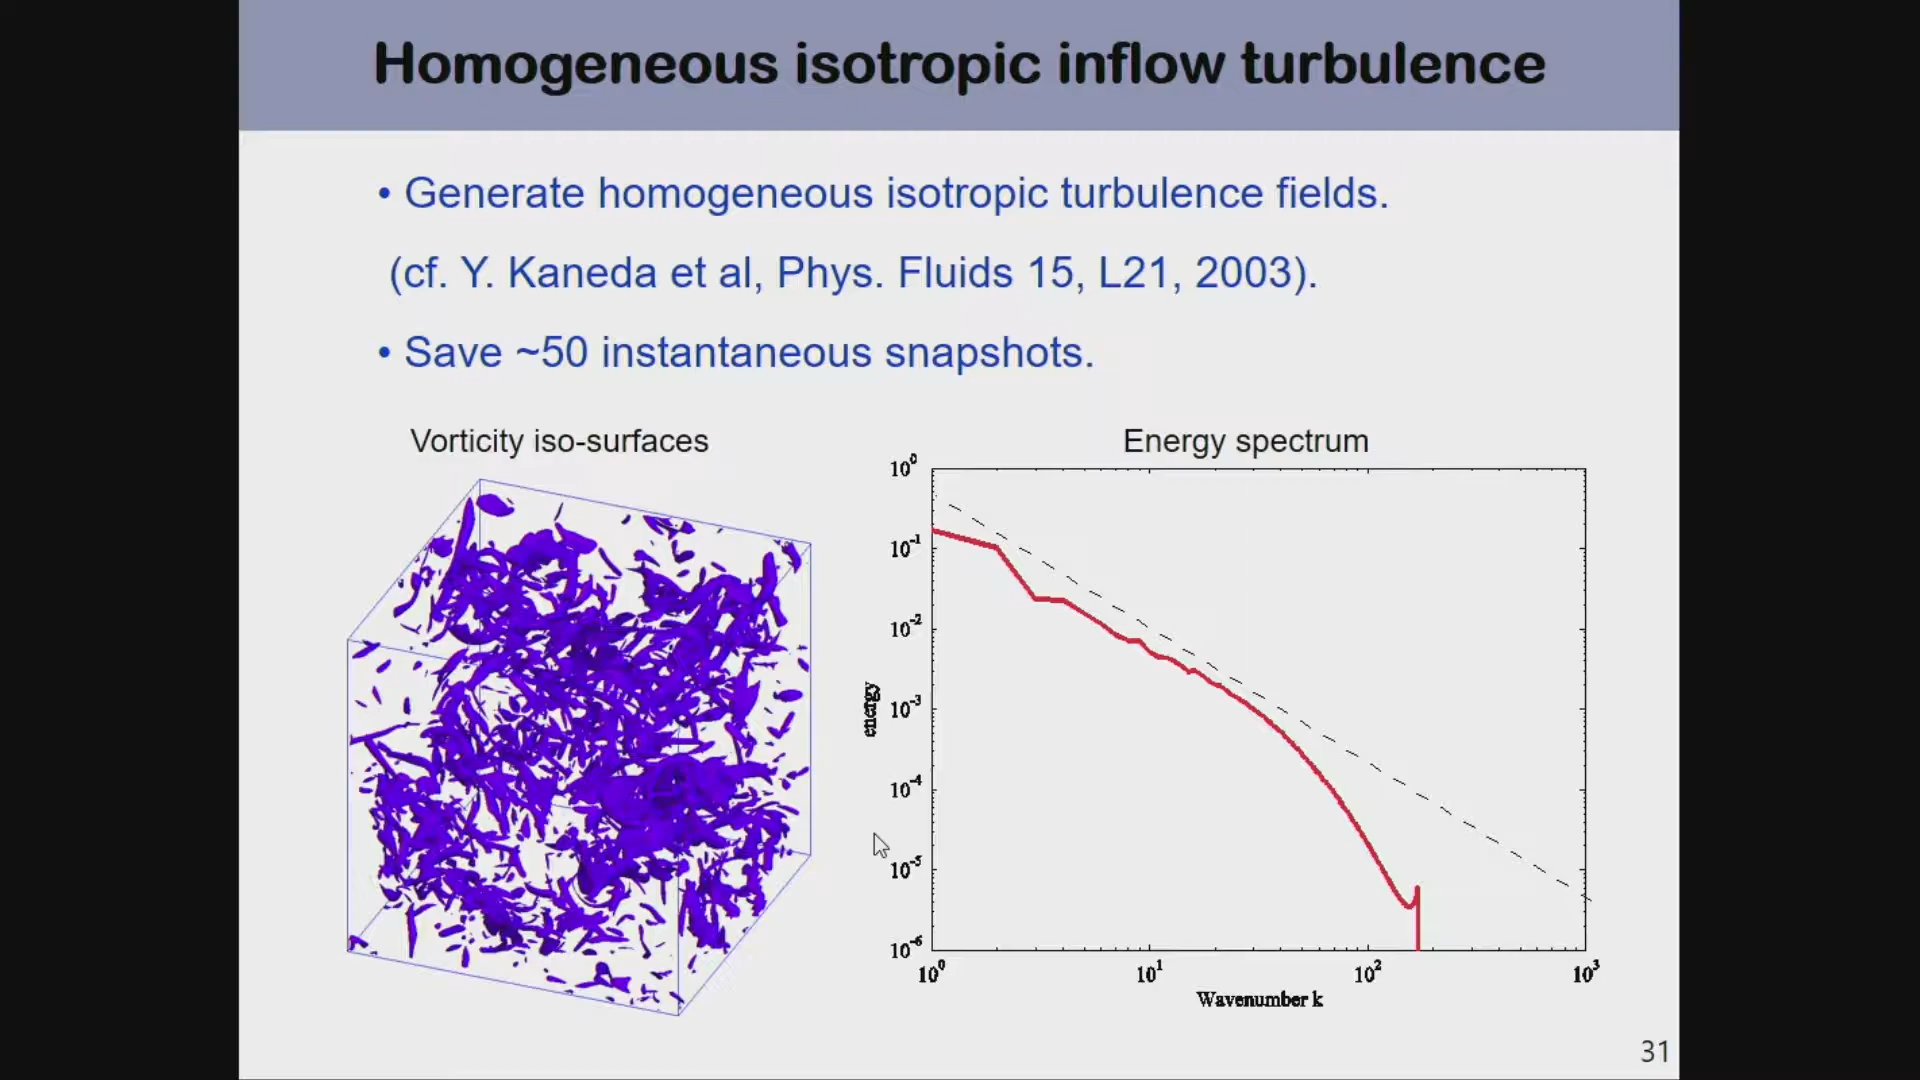 Homogeneous isotropic inflow turbulence
• Generate homogeneous isotropic turbulence fields.
(cf. Y. Kaneda et al, Phys. Fluids 15, L21, 2003).
• Save ~50 instantaneous snapshots.
Vorticity iso-surfaces
Energy spectrum
10⁰
10⁻¹
10⁻²
10⁻³
10⁻⁴
10⁻⁵
10⁻⁶
energy
10⁰ 10¹ 10² 10³
Wavenumber k
31